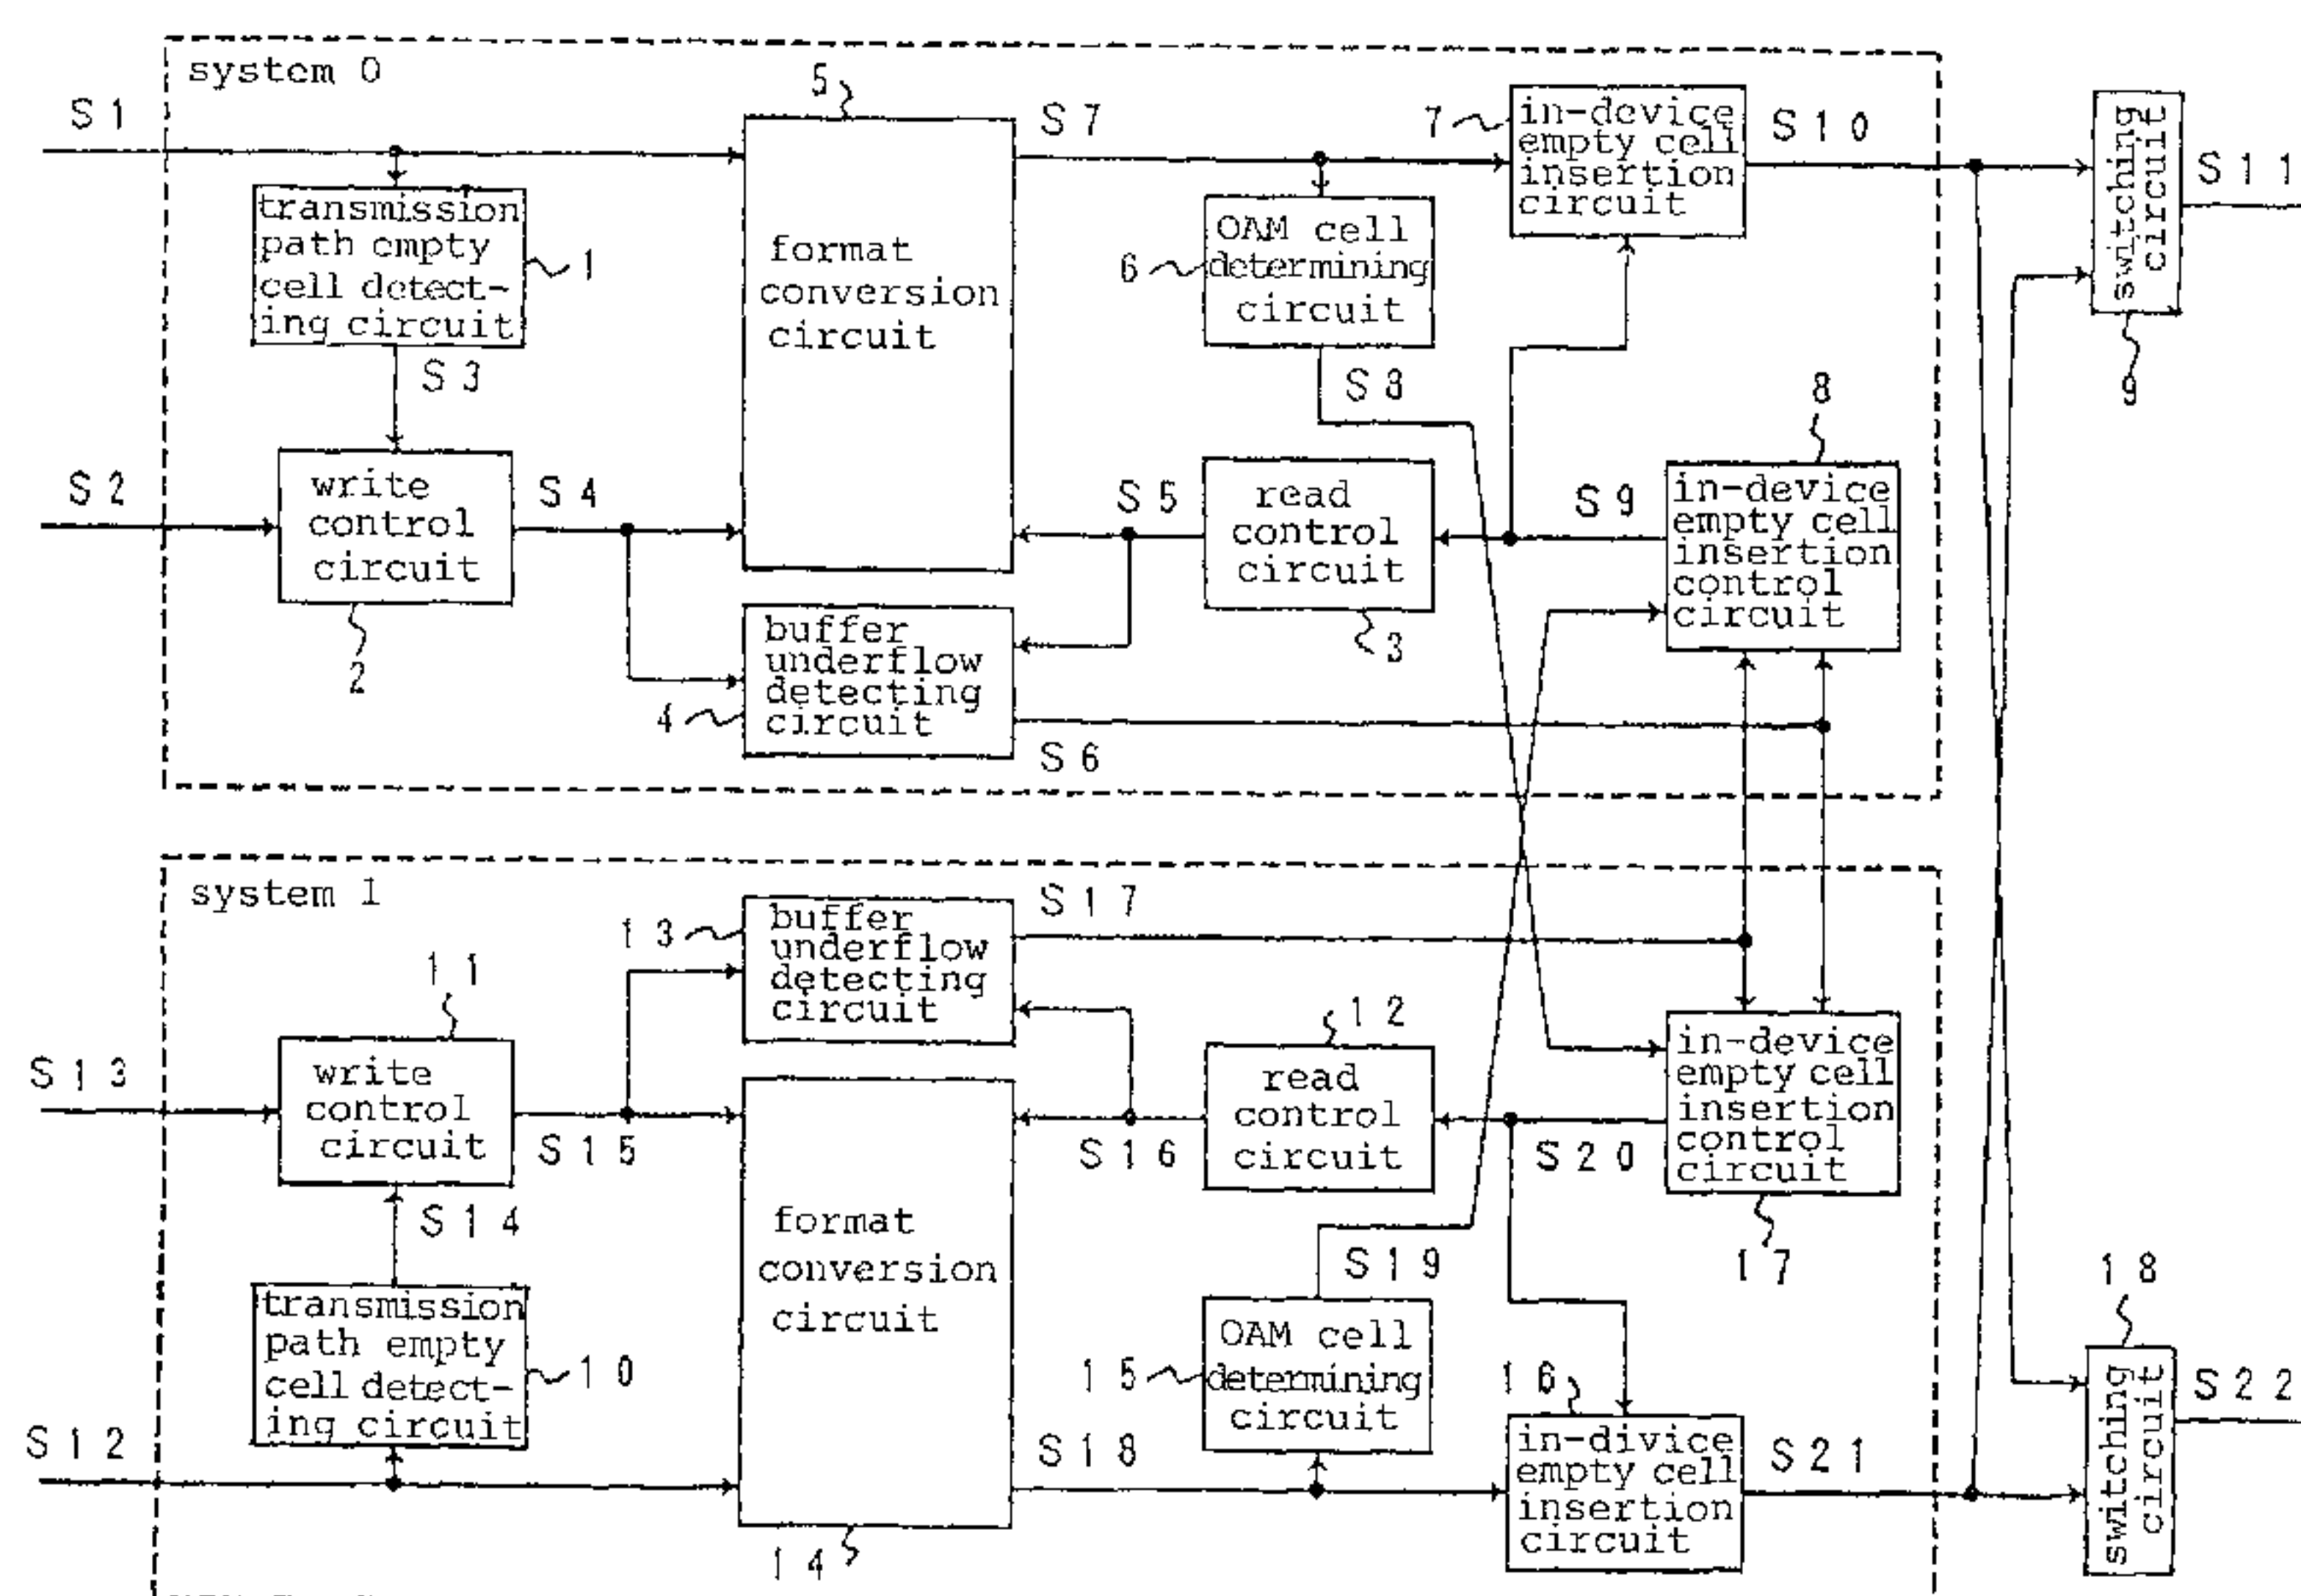 system 0
S1
5
S7
7
in-device
empty cell
insertion
circuit
S10
switching
circuit
S11
9
transmission
path empty
cell detect-
ing circuit
1
format
conversion
circuit
6
OAM cell
determining
circuit
S3
S8
8
S2
write
control
circuit
2
S4
S5
read
control
circuit
3
S9
in-device
empty cell
insertion
control
circuit
4
buffer
underflow
detecting
circuit
S6
system 1
13
buffer
underflow
detecting
circuit
S17
11
S13
write
control
circuit
S15
S14
12
read
control
circuit
S16
S20
in-device
empty cell
insertion
control
circuit
17
format
conversion
circuit
14
S19
transmission
path empty
cell detect-
ing circuit
10
S12
15
OAM cell
determining
circuit
S18
16
in-divice
empty cell
insertion
circuit
S21
18
switching
circuit
S22